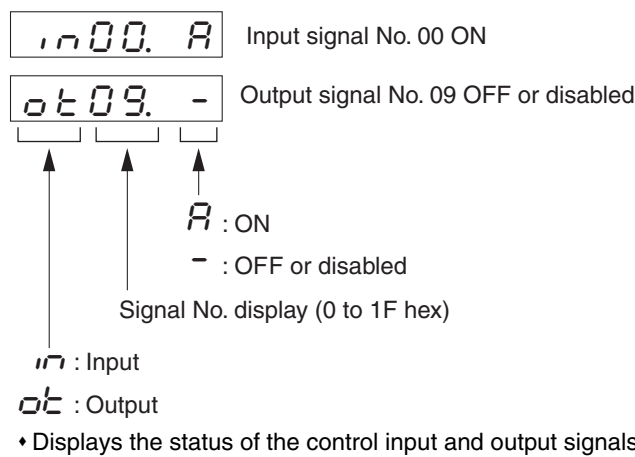 in00. A Input signal No. 00 ON
ot09. - Output signal No. 09 OFF or disabled
A : ON
- : OFF or disabled
Signal No. display (0 to 1F hex)
in : Input
ot : Output
• Displays the status of the control input and output signals